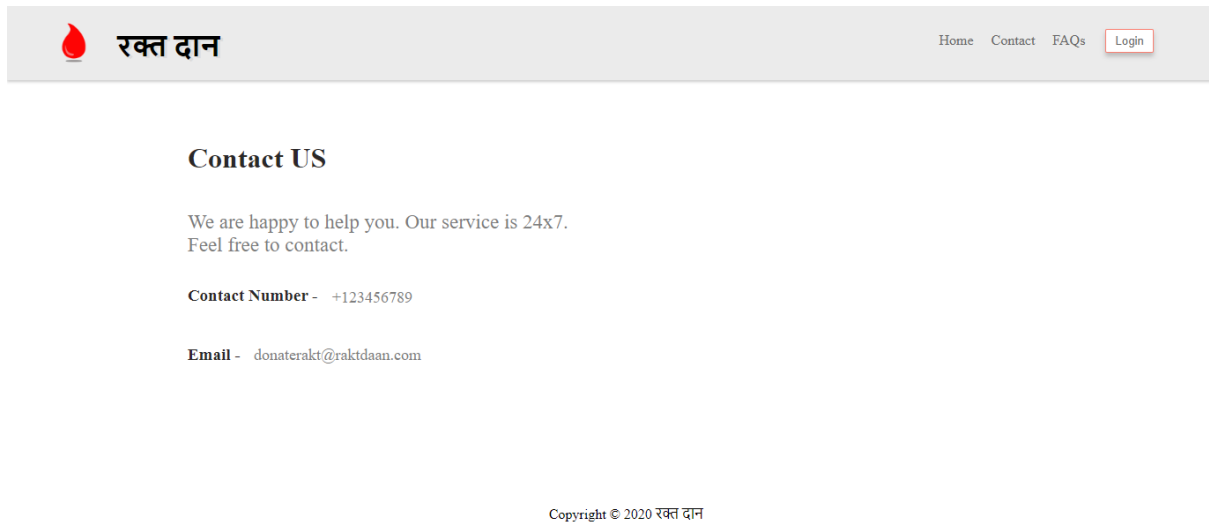 रक्त दान
Home Contact FAQs Login
Contact US
We are happy to help you. Our service is 24x7.
Feel free to contact.
Contact Number - +123456789
Email - donaterakt@raktdaan.com
Copyright © 2020 रक्त दान